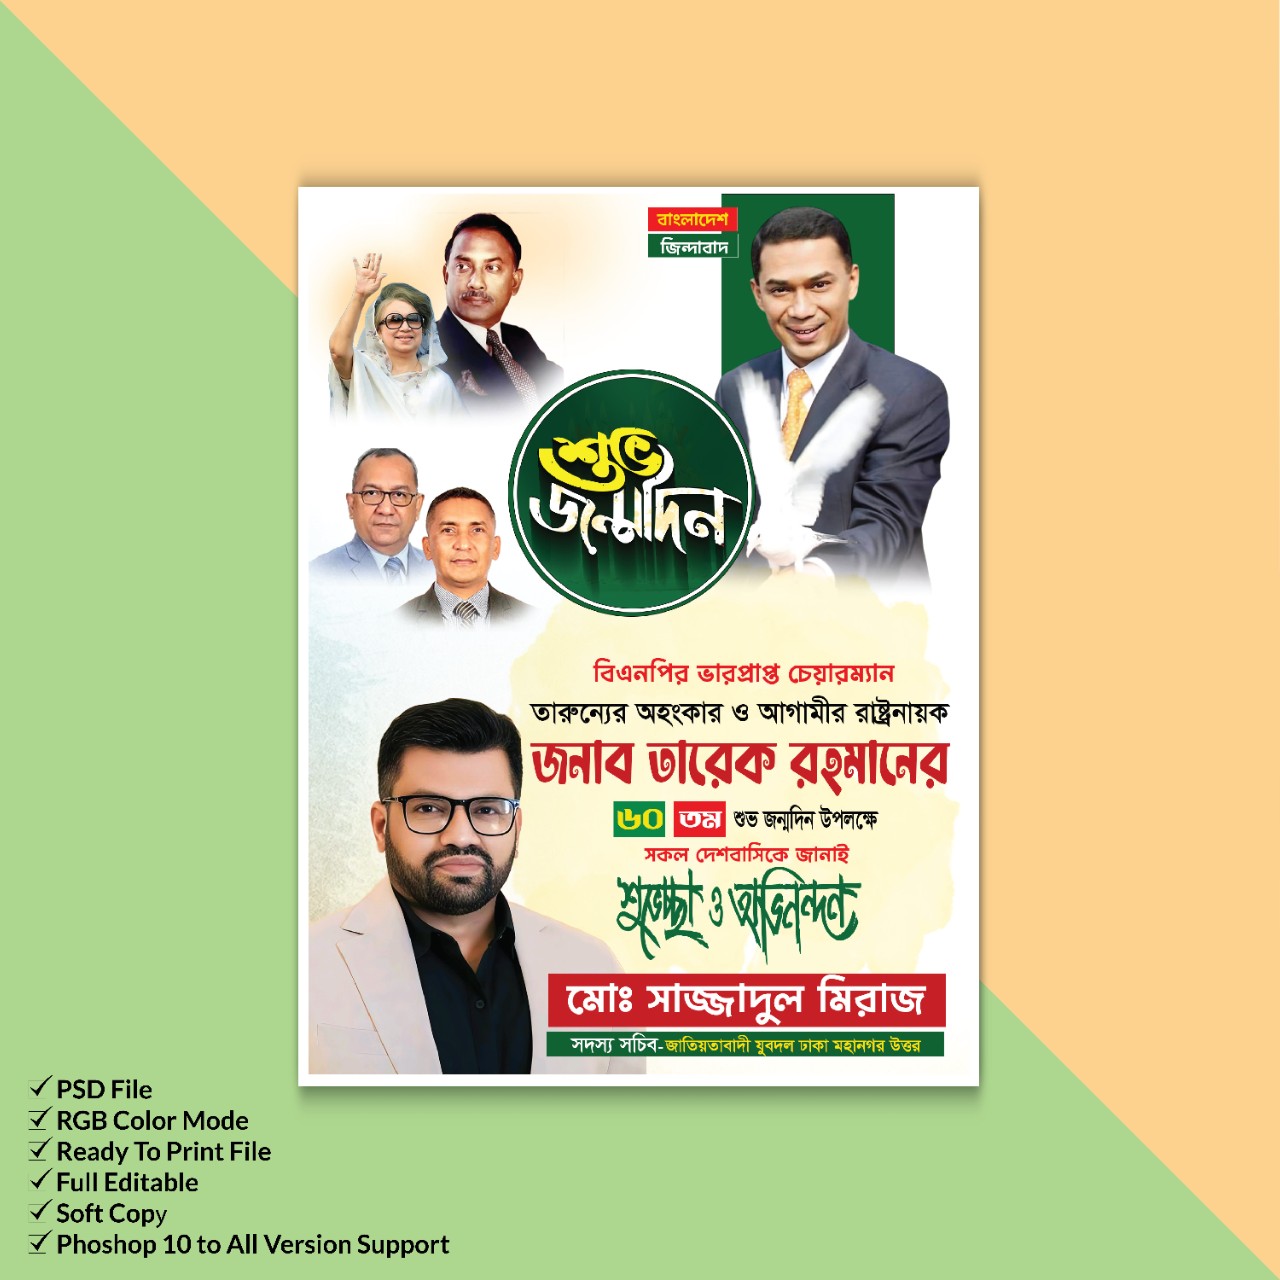 বাংলাদেশ
জিন্দাবাদ
শুভ
জন্মদিন
বিএনপির ভারপ্রাপ্ত চেয়ারম্যান
তারুন্যের অহংকার ও আগামীর রাষ্ট্রনায়ক
জনাব তারেক রহমানের
৬০ তম শুভ জন্মদিন উপলক্ষে
সকল দেশবাসিকে জানাই
শুভেচ্ছা ও অভিনন্দন
মোঃ সাজ্জাদুল মিরাজ
সদস্য সচিব-জাতিয়তাবাদী যুবদল ঢাকা মহানগর উত্তর
PSD File
RGB Color Mode
Ready To Print File
Full Editable
Soft Copy
Phoshop 10 to All Version Support